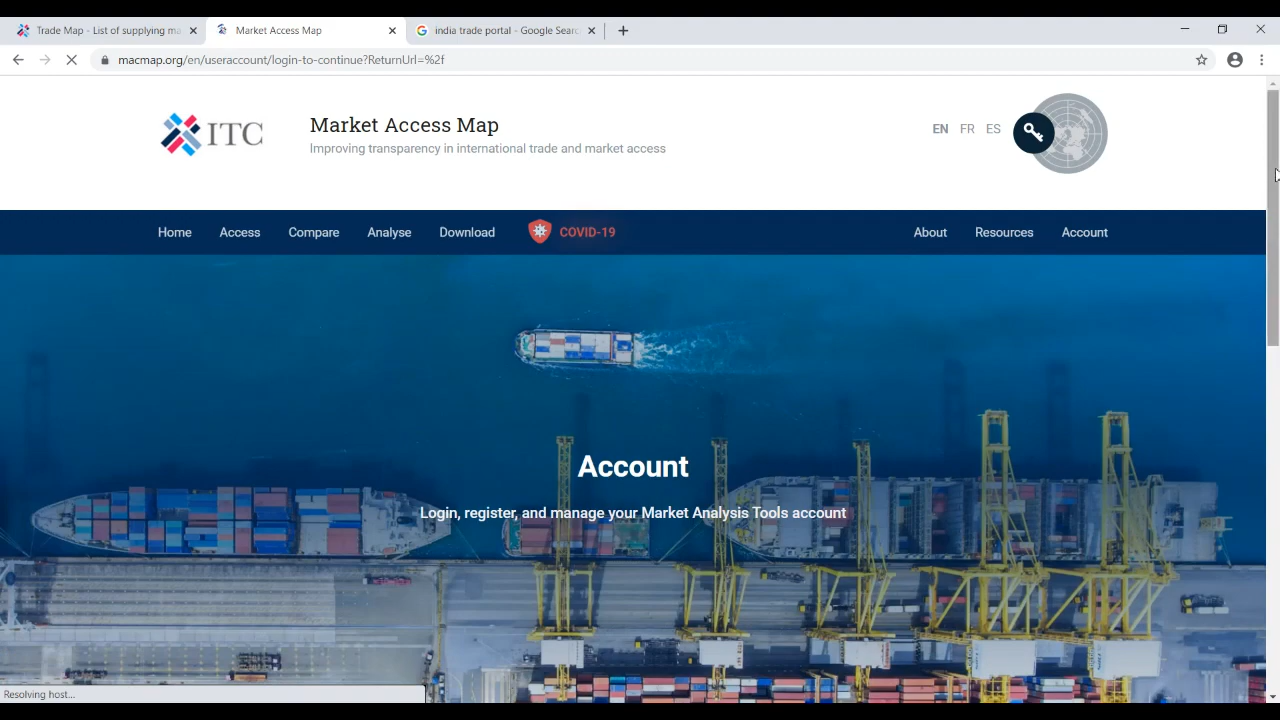 Trade Map - List of supplying ma
Market Access Map
india trade portal - Google Searc
macmap.org/en/useraccount/login-to-continue?ReturnUrl=%2f
ITC
Market Access Map
Improving transparency in international trade and market access
EN FR ES
Home Access Compare Analyse Download COVID-19 About Resources Account
Account
Login, register, and manage your Market Analysis Tools account
Resolving host...